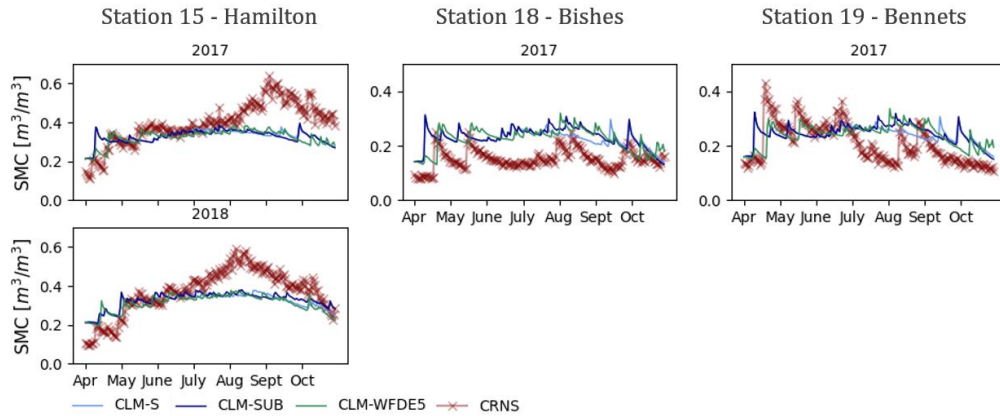 Station 15 - Hamilton
Station 18 - Bishes
Station 19 - Bennets
2017
2017
2017
SMC [m³/m³]
0.6
0.4
0.2
0.0
0.4
0.2
0.0
Apr May June July Aug Sept Oct
0.4
0.2
0.0
Apr May June July Aug Sept Oct
2018
SMC [m³/m³]
0.6
0.4
0.2
0.0
Apr May June July Aug Sept Oct
CLM-S CLM-SUB CLM-WFDE5 CRNS